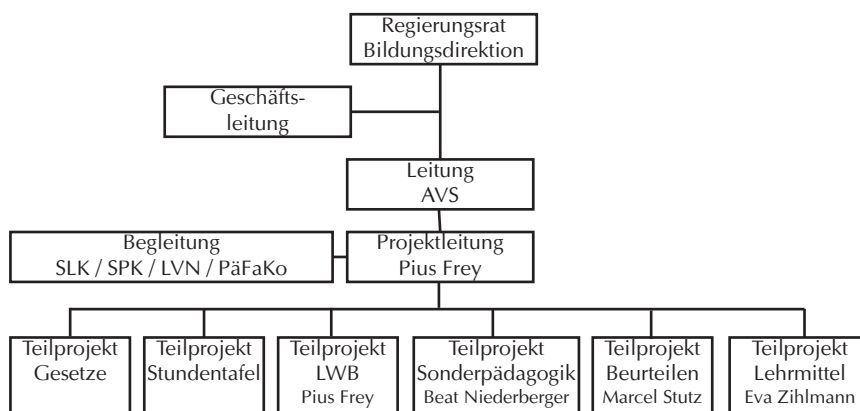 Regierungsrat
Bildungsdirektion
Geschäfts-
leitung
Leitung
AVS
Begleitung
SLK / SPK / LVN / PäFaKo
Projektleitung
Pius Frey
Teilprojekt
Gesetze
Teilprojekt
Stundentafel
Teilprojekt
LWB
Pius Frey
Teilprojekt
Sonderpädagogik
Beat Niederberger
Teilprojekt
Beurteilen
Marcel Stutz
Teilprojekt
Lehrmittel
Eva Zihlmann